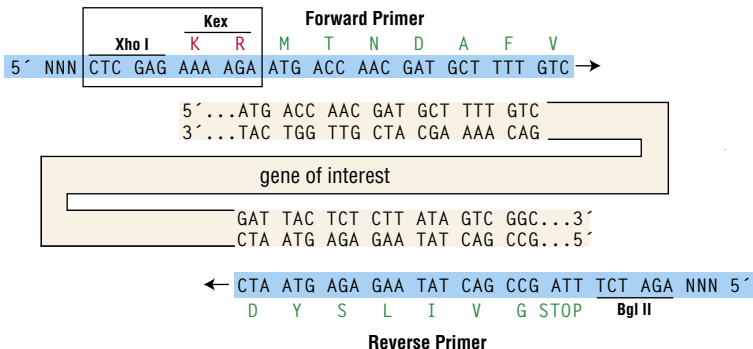 Kex
Forward Primer
Xho I
K R M T N D A F V
5´ NNN CTC GAG AAA AGA ATG ACC AAC GAT GCT TTT GTC
5´...ATG ACC AAC GAT GCT TTT GTC
3´...TAC TGG TTG CTA CGA AAA CAG
gene of interest
GAT TAC TCT CTT ATA GTC GGC...3´
CTA ATG AGA GAA TAT CAG CCG...5´
CTA ATG AGA GAA TAT CAG CCG ATT TCT AGA NNN 5´
D Y S L I V G STOP
Bgl II
Reverse Primer